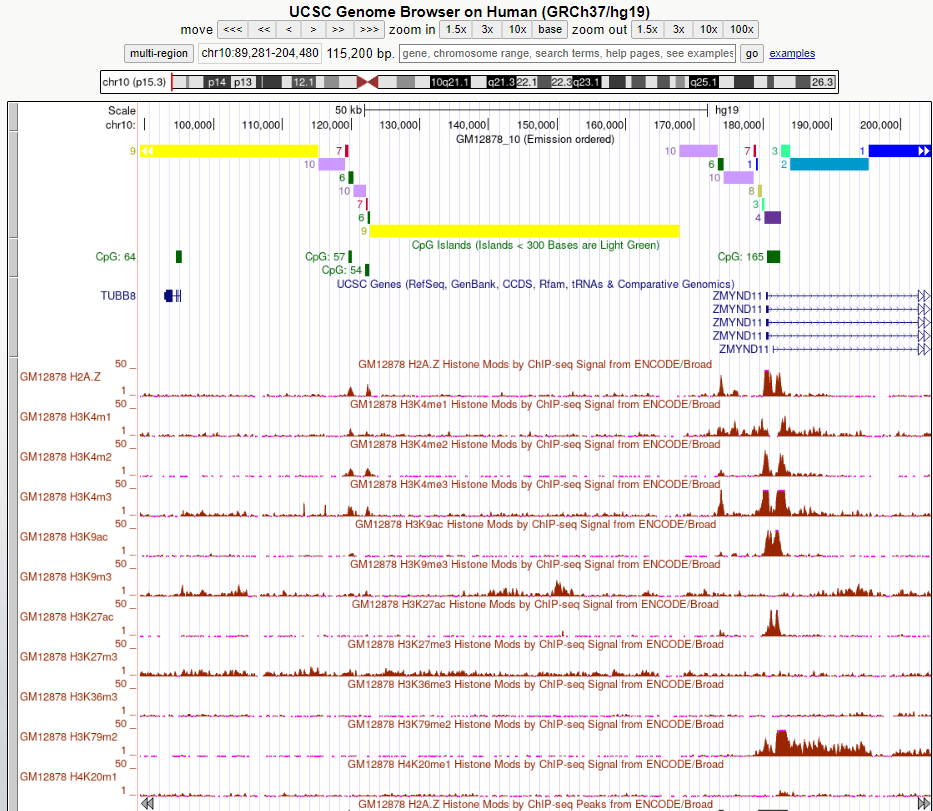 UCSC Genome Browser on Human (GRCh37/hg19)
move <<< << < > >> >>> zoom in 1.5x 3x 10x base zoom out 1.5x 3x 10x 100x
multi-region chr10:89,281-204,480 115,200 bp. gene, chromosome range, search terms, help pages, see examples go examples
chr10 (p15.3) p14 p13 12.1 10q21.1 q21.3 22.1 22.3 q23.1 q25.1 26.3
Scale 50 kb hg19
chr10: 100,000 110,000 120,000 130,000 140,000 150,000 160,000 170,000 180,000 190,000 200,000
GM12878_10 (Emission ordered)
9 7 10 7 3 1
10 6 1 2
6 10
10 8
7 3
6 4
9
CpG Islands (Islands < 300 Bases are Light Green)
CpG: 64 CpG: 57 CpG: 165
CpG: 54
UCSC Genes (RefSeq, GenBank, CCDS, Rfam, tRNAs & Comparative Genomics)
TUBB8 ZMYND11
ZMYND11
ZMYND11
ZMYND11
ZMYND11
GM12878 H2A.Z Histone Mods by ChIP-seq Signal from ENCODE/Broad
50
GM12878 H2A.Z
1
GM12878 H3K4me1 Histone Mods by ChIP-seq Signal from ENCODE/Broad
50
GM12878 H3K4m1
1
GM12878 H3K4me2 Histone Mods by ChIP-seq Signal from ENCODE/Broad
50
GM12878 H3K4m2
1
GM12878 H3K4me3 Histone Mods by ChIP-seq Signal from ENCODE/Broad
50
GM12878 H3K4m3
1
GM12878 H3K9ac Histone Mods by ChIP-seq Signal from ENCODE/Broad
50
GM12878 H3K9ac
1
GM12878 H3K9me3 Histone Mods by ChIP-seq Signal from ENCODE/Broad
50
GM12878 H3K9m3
1
GM12878 H3K27ac Histone Mods by ChIP-seq Signal from ENCODE/Broad
50
GM12878 H3K27ac
1
GM12878 H3K27me3 Histone Mods by ChIP-seq Signal from ENCODE/Broad
50
GM12878 H3K27m3
1
GM12878 H3K36me3 Histone Mods by ChIP-seq Signal from ENCODE/Broad
50
GM12878 H3K36m3
1
GM12878 H3K79me2 Histone Mods by ChIP-seq Signal from ENCODE/Broad
50
GM12878 H3K79m2
1
GM12878 H4K20me1 Histone Mods by ChIP-seq Signal from ENCODE/Broad
50
GM12878 H4K20m1
1
GM12878 H2A.Z Histone Mods by ChIP-seq Peaks from ENCODE/Broad